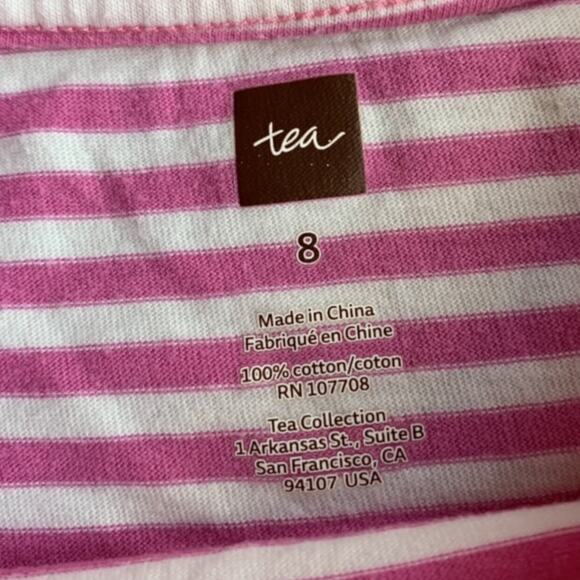 tea
8
Made in China
Fabriqué en Chine
100% cotton/coton
RN 107708
Tea Collection
1 Arkansas St., Suite B
San Francisco, CA
94107 USA